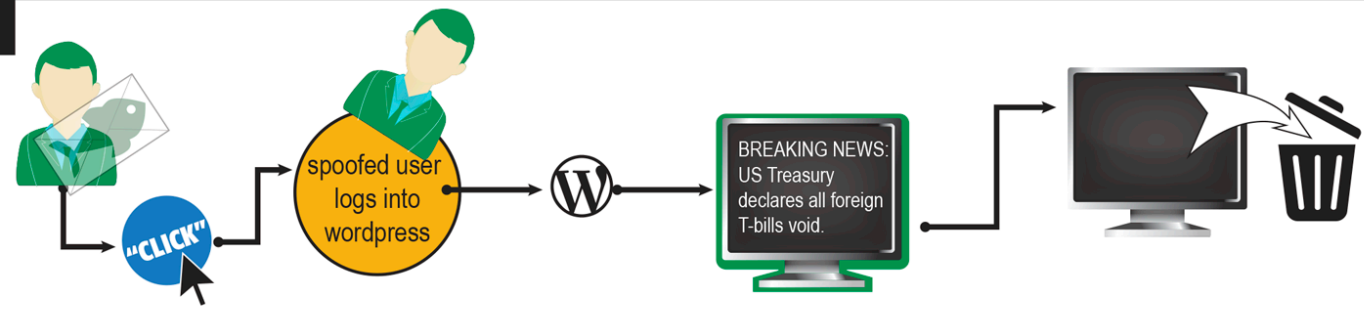 "CLICK"
spoofed user
logs into
wordpress
W
BREAKING NEWS:
US Treasury
declares all foreign
T-bills void.